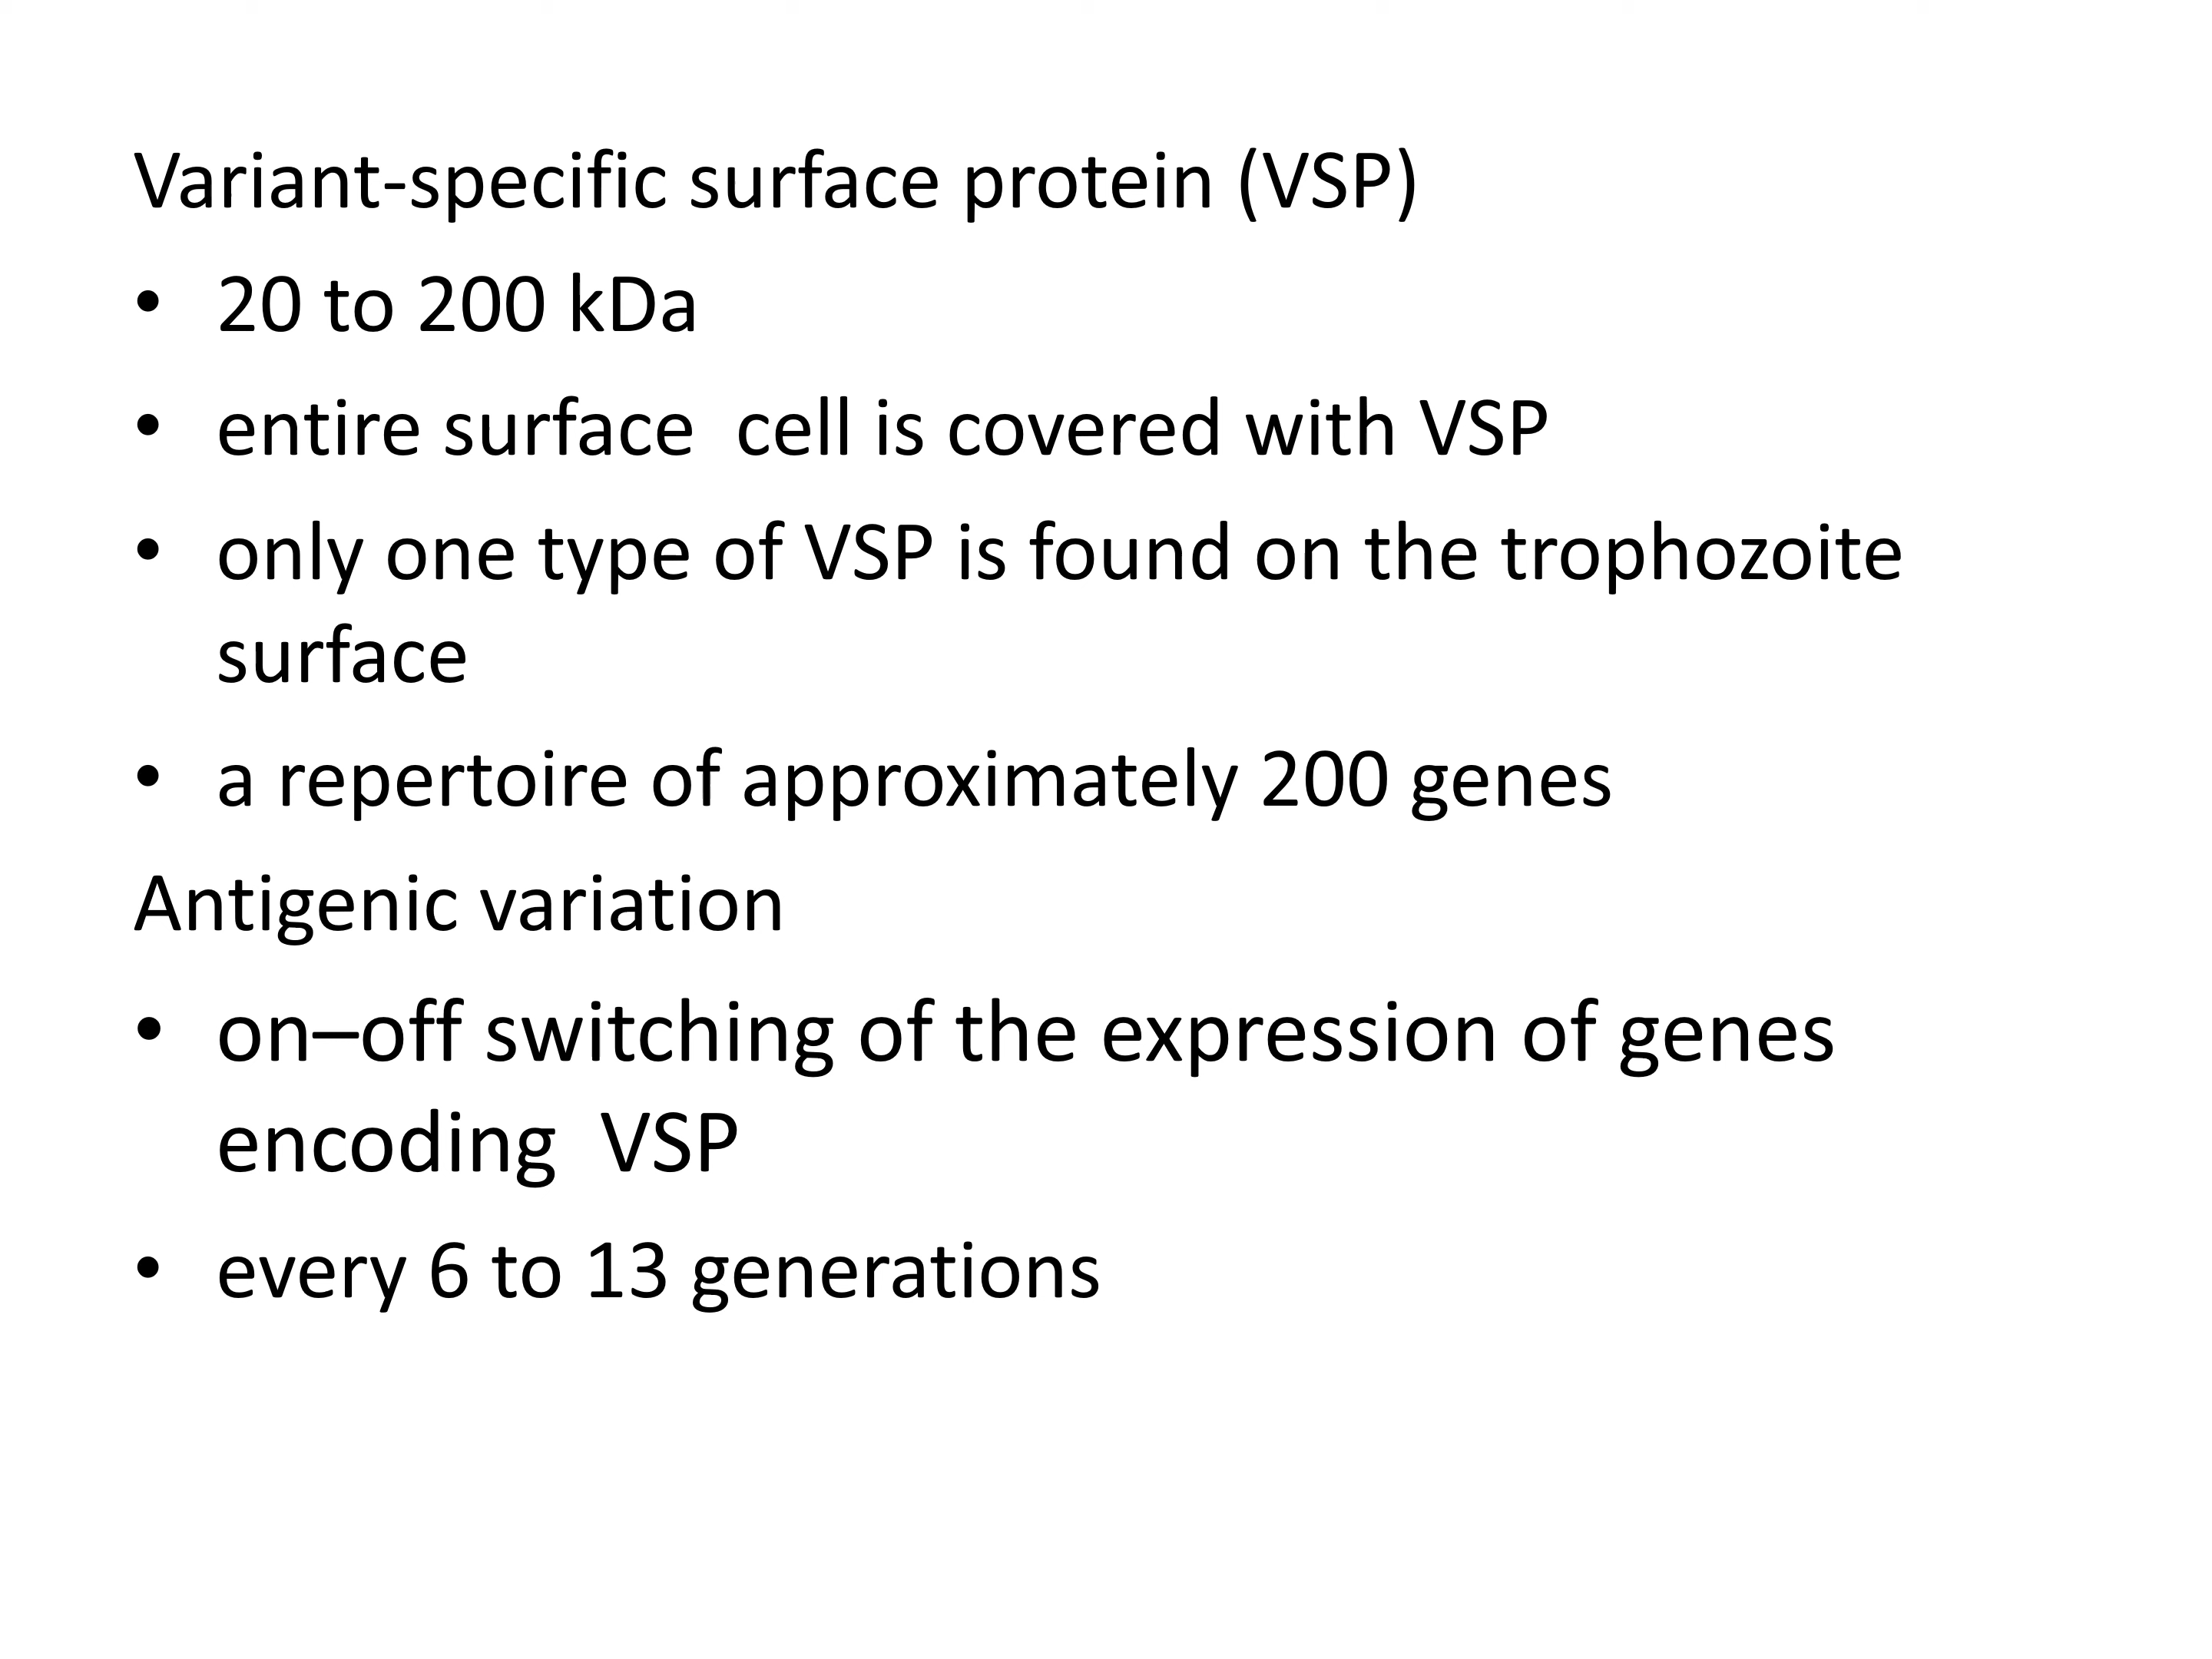 Variant-specific surface protein (VSP)
• 20 to 200 kDa
• entire surface  cell is covered with VSP
• only one type of VSP is found on the trophozoite
surface
• a repertoire of approximately 200 genes
Antigenic variation
• on–off switching of the expression of genes
encoding  VSP
• every 6 to 13 generations